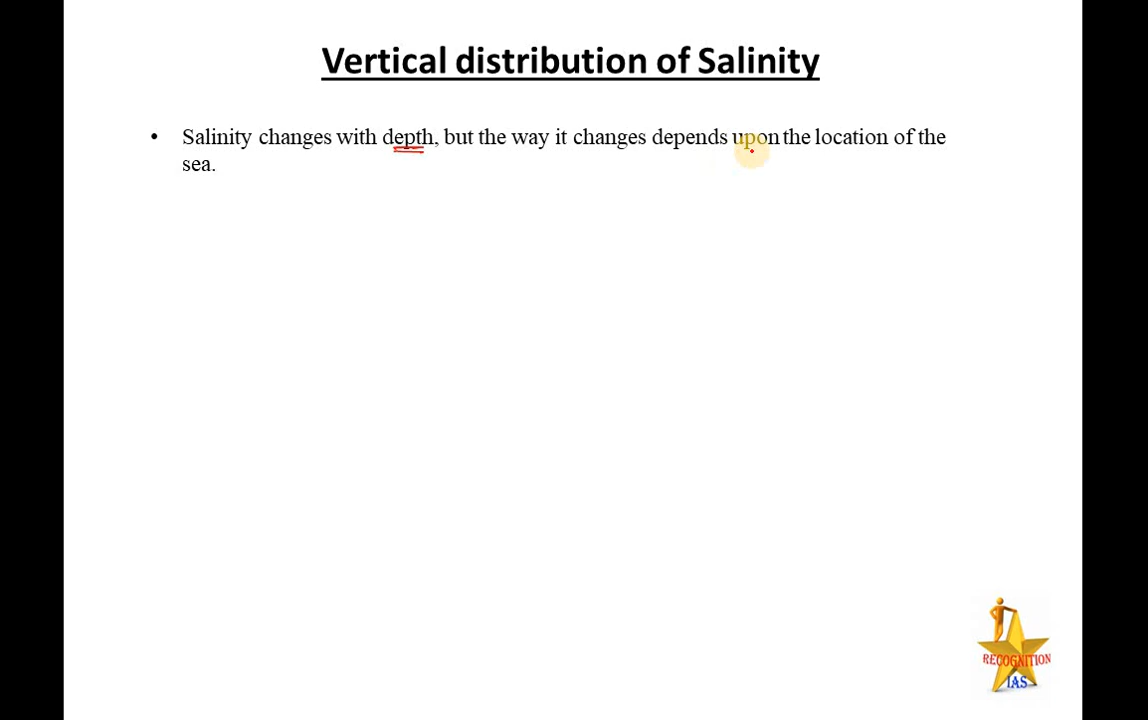 Vertical distribution of Salinity
• Salinity changes with depth, but the way it changes depends upon the location of the
sea.
RECOGNITION
IAS